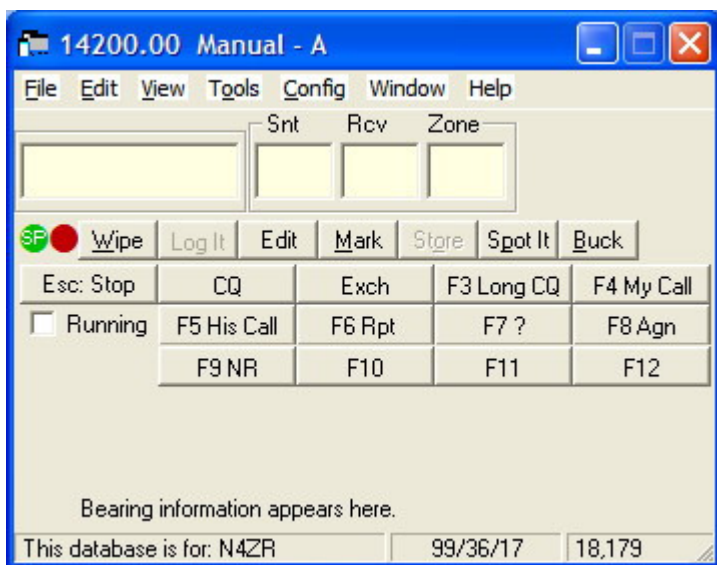 14200.00 Manual - A
File Edit View Tools Config Window Help
Snt Rcv Zone
SP Wipe Log It Edit Mark Store Spot It Buck
Esc: Stop CQ Exch F3 Long CQ F4 My Call
Running F5 His Call F6 Rpt F7 ? F8 Agn
F9 NR F10 F11 F12
Bearing information appears here.
This database is for: N4ZR 99/36/17 18,179